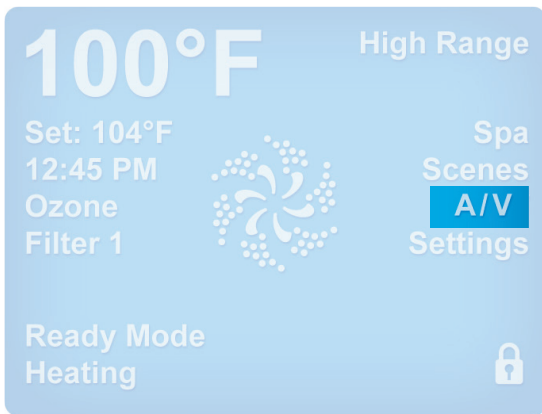 100°F
High Range
Set: 104°F
12:45 PM
Ozone
Filter 1
Spa
Scenes
A/V
Settings
Ready Mode
Heating